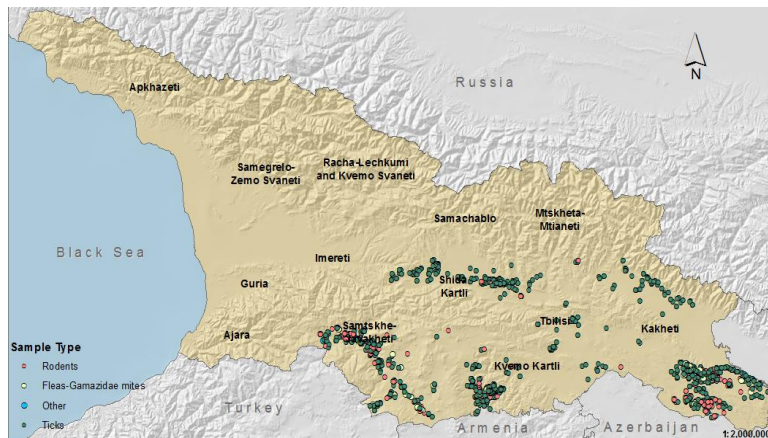 Russia
N
Apkhazeti
Samegrelo-
Zemo Svaneti
Racha-Lechkumi
and Kvemo Svaneti
Samachablo
Mtskheta-
Mtianeti
Black Sea
Imereti
Guria
Shida
Kartli
Ajara
Samtskhe-
Javakheti
Tbilisi
Kakheti
Kvemo Kartli
Sample Type
Rodents
Fleas-Gamazidae mites
Other
Ticks
Turkey
Armenia
Azerbaijan
1:2,000,000